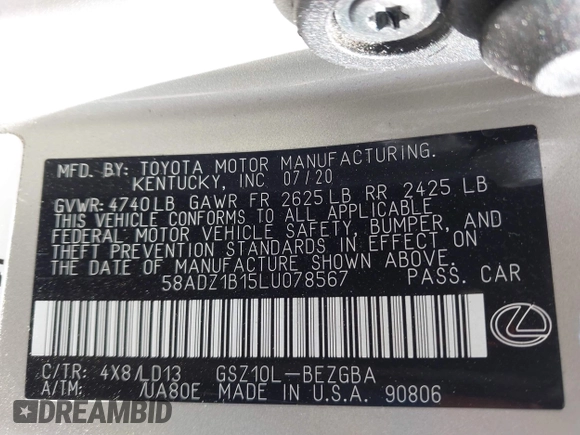 MFD. BY: TOYOTA MOTOR MANUFACTURING.
KENTUCKY, INC 07/20
GVWR: 4740LB GAWR FR 2625 LB RR 2425 LB
THIS VEHICLE CONFORMS TO ALL APPLICABLE
FEDERAL MOTOR VEHICLE SAFETY, BUMPER, AND
THEFT PREVENTION STANDARDS IN EFFECT ON
THE DATE OF MANUFACTURE SHOWN ABOVE.
58ADZ1B15LU078567 PASS. CAR
C/TR: 4X8/LD13 GSZ10L-BEZGBA
A/TM: /UA80E MADE IN U.S.A. 90806
DREAMBID